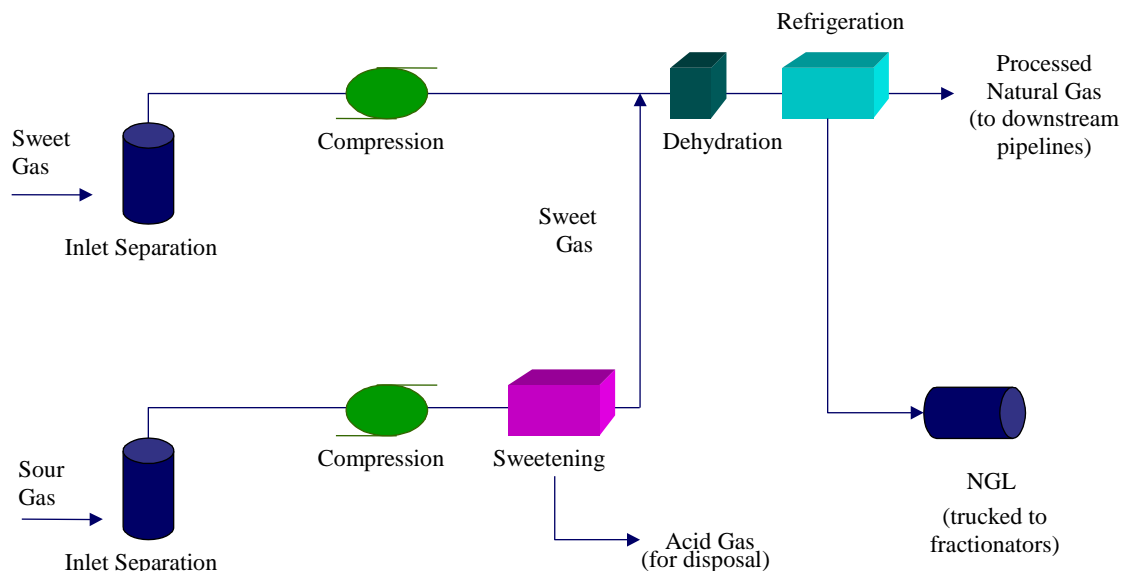 Refrigeration
Processed
Natural Gas
(to downstream
pipelines)
Sweet
Gas
Compression
Dehydration
Inlet Separation
Sweet
Gas
Sour
Gas
Compression
Sweetening
NGL
(trucked to
fractionators)
Acid Gas
(for disposal)
Inlet Separation